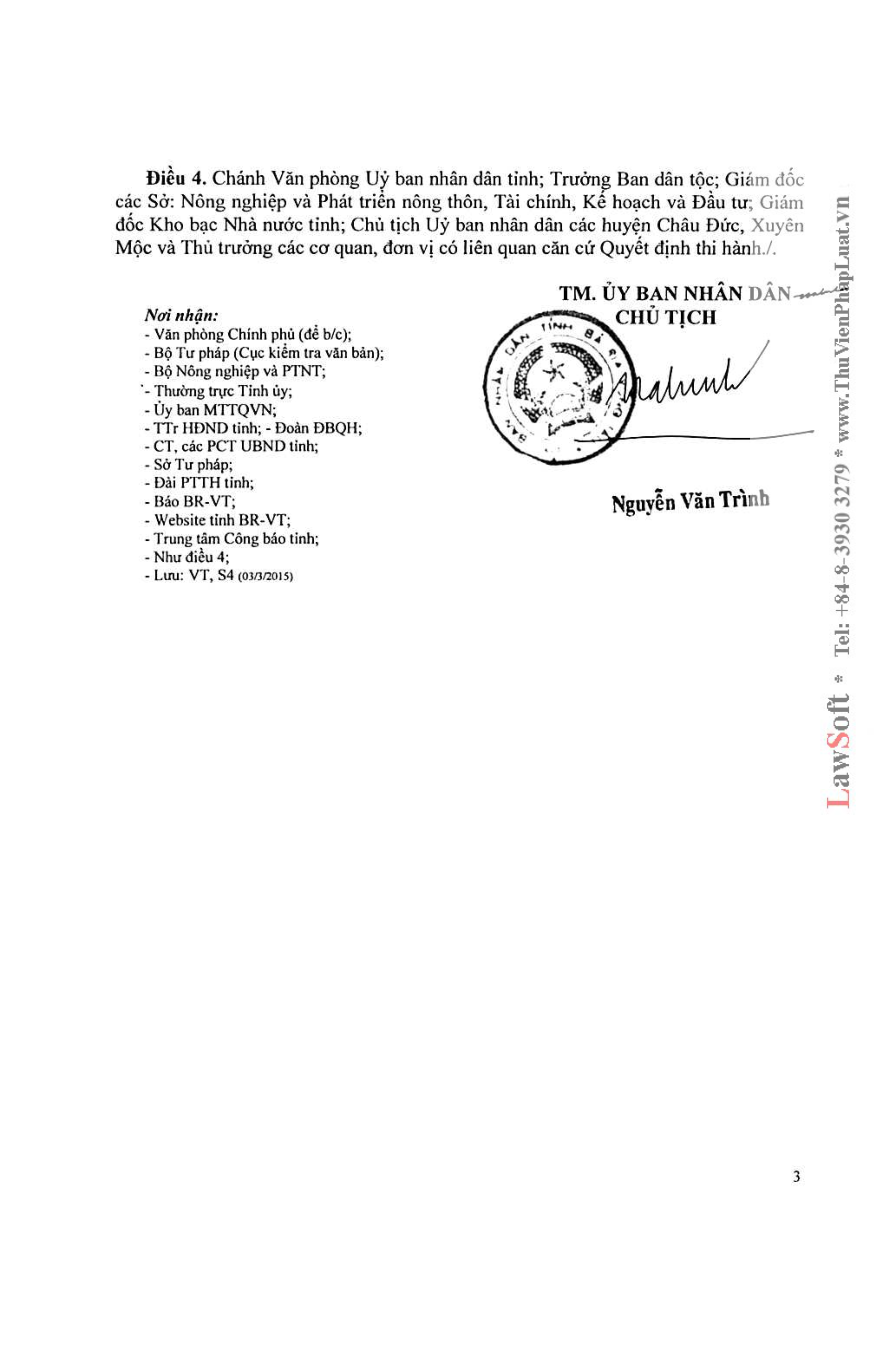 Điều 4. Chánh Văn phòng Uỷ ban nhân dân tỉnh; Trưởng Ban dân tộc; Giám đốc
các Sở: Nông nghiệp và Phát triển nông thôn, Tài chính, Kế hoạch và Đầu tư; Giám
đốc Kho bạc Nhà nước tỉnh; Chủ tịch Uỷ ban nhân dân các huyện Châu Đức, Xuyên
Mộc và Thủ trưởng các cơ quan, đơn vị có liên quan căn cứ Quyết định thi hành./.
TM. ỦY BAN NHÂN DÂN
CHỦ TỊCH
Nguyễn Văn Trình
Nơi nhận:
- Văn phòng Chính phủ (để b/c);
- Bộ Tư pháp (Cục kiểm tra văn bản);
- Bộ Nông nghiệp và PTNT;
- Thường trực Tỉnh ủy;
- Ủy ban MTTQVN;
- TTr HĐND tỉnh; - Đoàn ĐBQH;
- CT, các PCT UBND tỉnh;
- Sở Tư pháp;
- Đài PTTH tỉnh;
- Báo BR-VT;
- Website tỉnh BR-VT;
- Trung tâm Công báo tỉnh;
- Như điều 4;
- Lưu: VT, S4 (03/3/2015)
3
LawSoft * Tel: +84-8-3930 3279 * www.ThuVienPhapLuat.vn